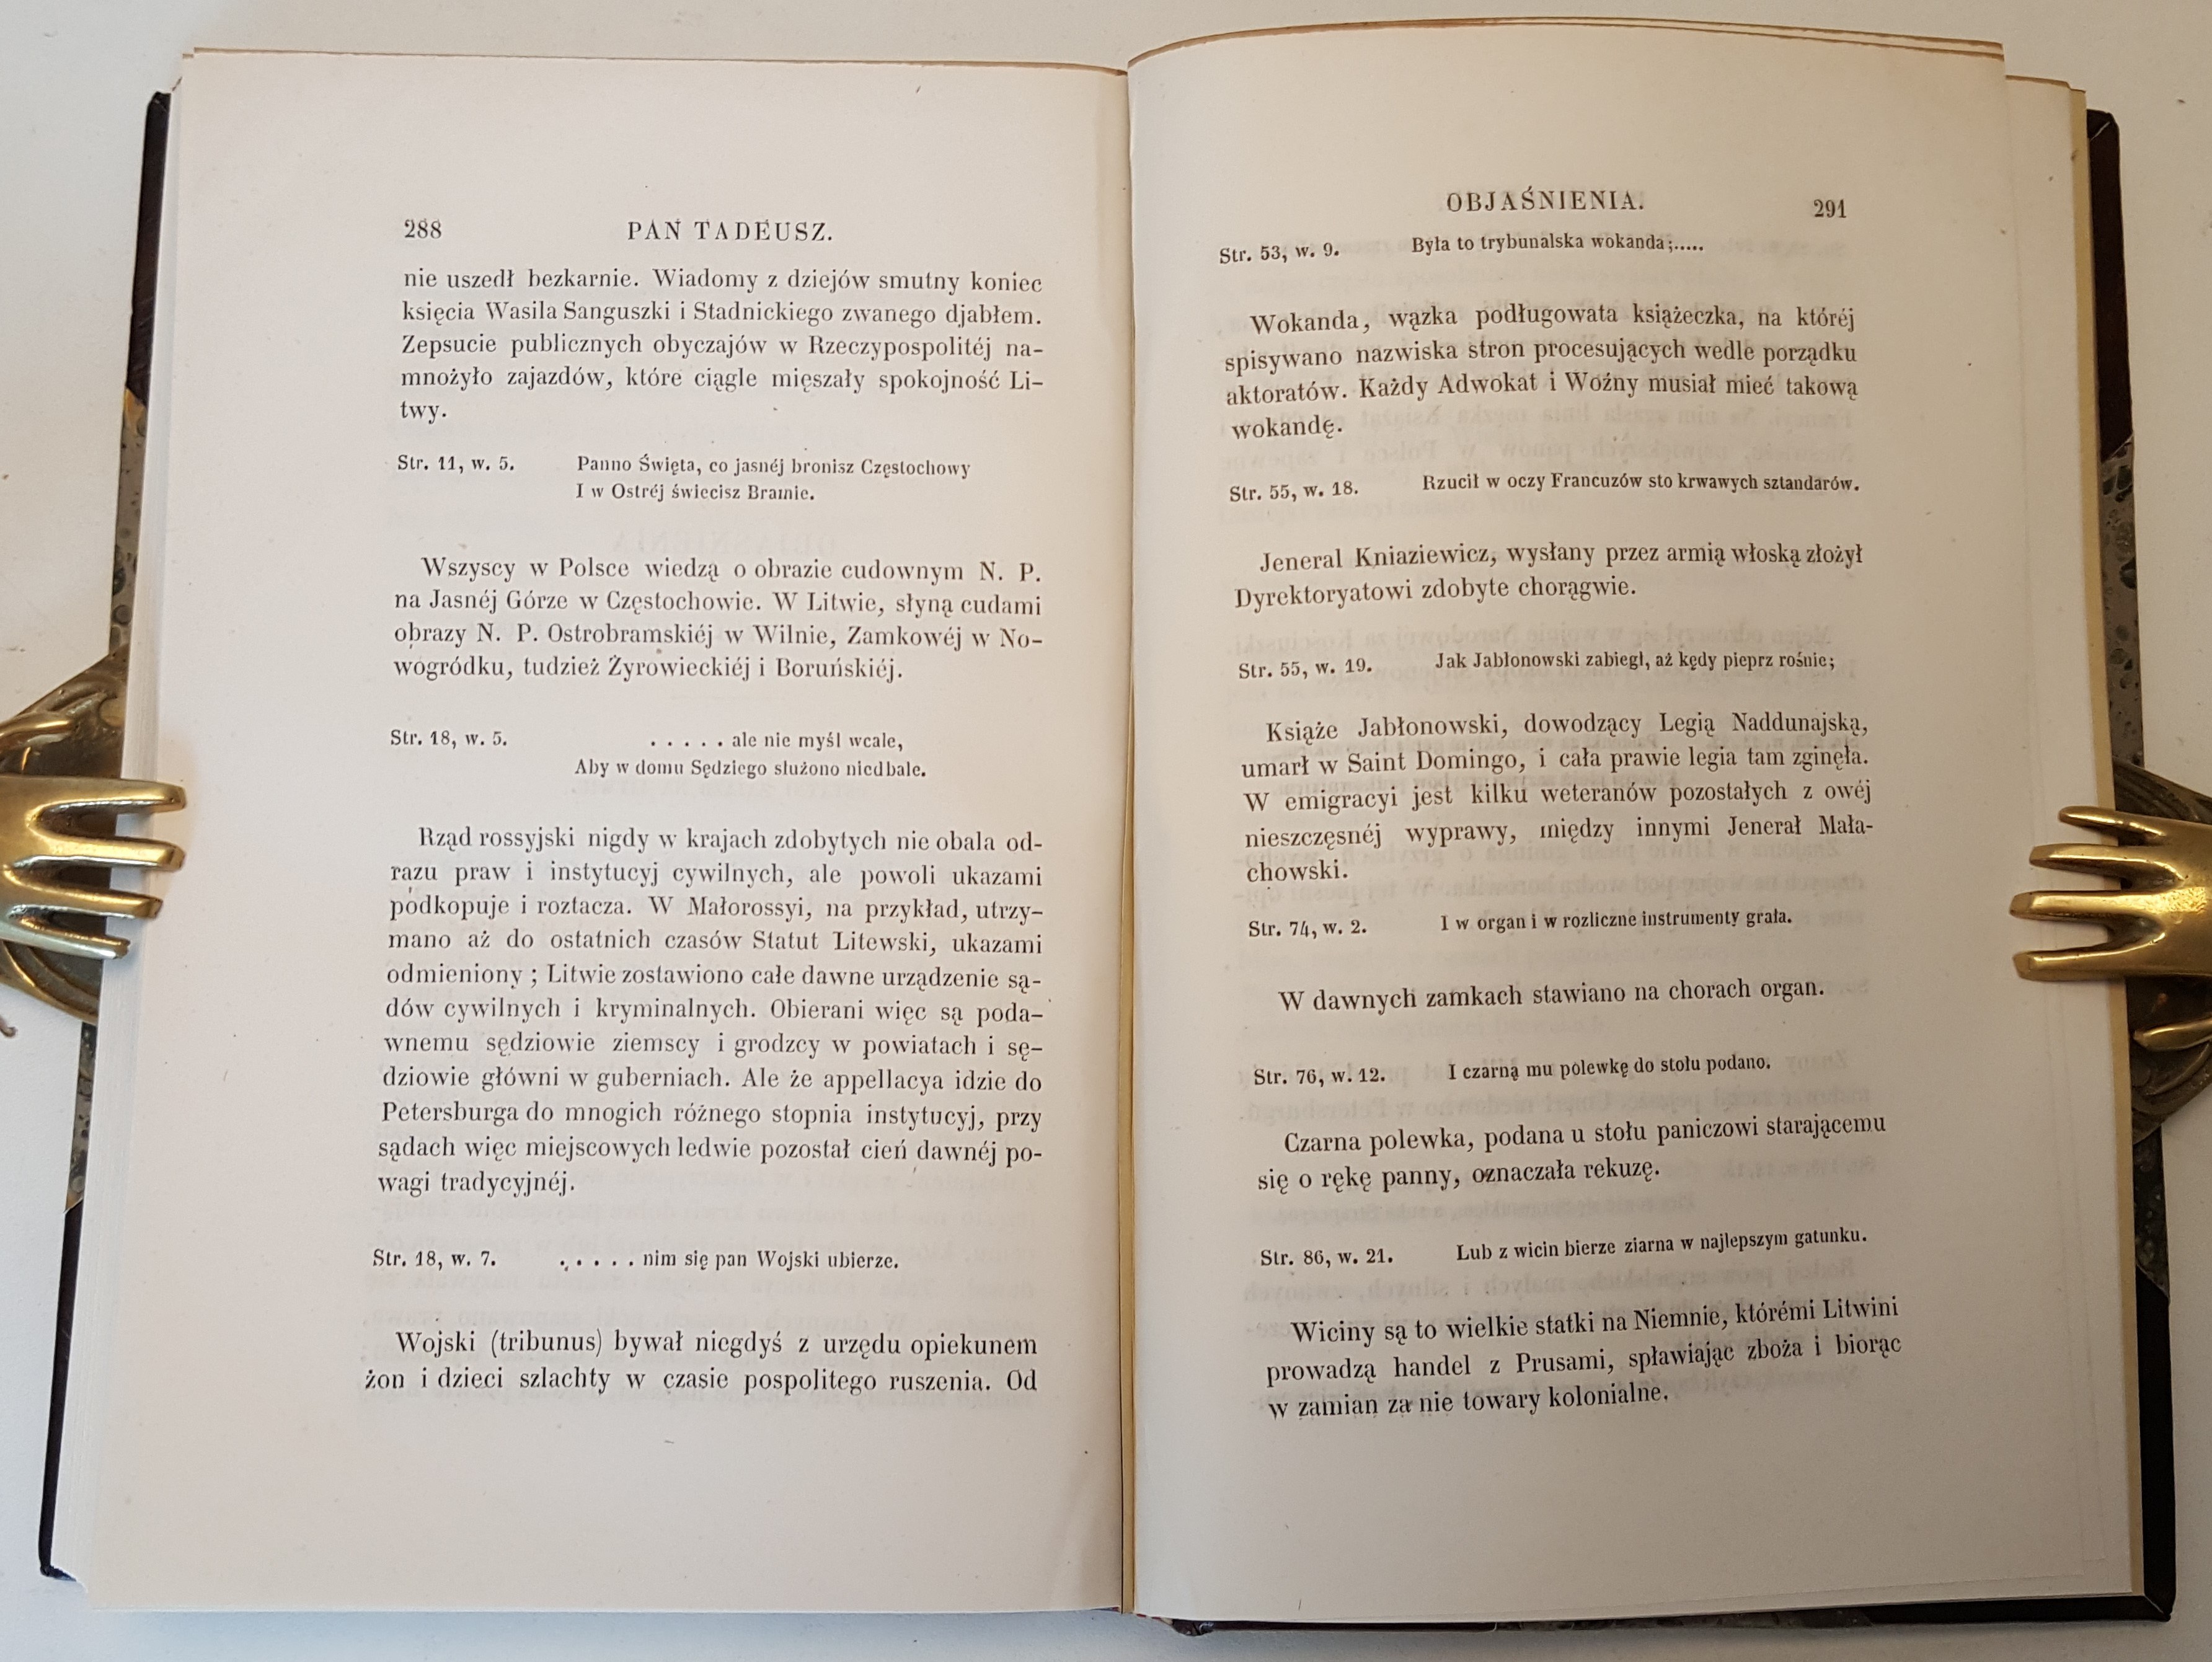 288 PAN TADEUSZ.
nie uszedł bezkarnie. Wiadomy z dziejów smutny koniec
księcia Wasila Sanguszki i Stadnickiego zwanego djabłem.
Zepsucie publicznych obyczajów w Rzeczypospolitéj na-
mnożyło zajazdów, które ciągle mięszały spokojność Li-
twy.
Str. 11, w. 5. Panno Święta, co jasnéj bronisz Częstochowy
I w Ostréj świecisz Bramie.
Wszyscy w Polsce wiedzą o obrazie cudownym N. P.
na Jasnéj Górze w Częstochowie. W Litwie, słyną cudami
obrazy N. P. Ostrobramskiéj w Wilnie, Zamkowéj w No-
wogródku, tudzież Żyrowieckiéj i Boruńskiéj.
Str. 18, w. 5. . . . . . ale nie myśl wcale,
Aby w domu Sędziego służono niedbale.
Rząd rossyjski nigdy w krajach zdobytych nie obala od-
razu praw i instytucyj cywilnych, ale powoli ukazami
podkopuje i roztacza. W Małorossyi, na przykład, utrzy-
mano aż do ostatnich czasów Statut Litewski, ukazami
odmieniony ; Litwie zostawiono całe dawne urządzenie są-
dów cywilnych i kryminalnych. Obierani więc są poda-
wnemu sędziowie ziemscy i grodzcy w powiatach i sę-
dziowie główni w guberniach. Ale że appellacya idzie do
Petersburga do mnogich różnego stopnia instytucyj, przy
sądach więc miejscowych ledwie pozostał cień dawnéj po-
wagi tradycyjnéj.
Str. 18, w. 7. . . . . . nim się pan Wojski ubierze.
Wojski (tribunus) bywał niegdyś z urzędu opiekunem
żon i dzieci szlachty w czasie pospolitego ruszenia. Od
OBJAŚNIENIA. 291
Str. 53, w. 9. Była to trybunalska wokanda;.....
Wokanda, wązka podługowata książeczka, na któréj
spisywano nazwiska stron procesujących wedle porządku
aktoratów. Każdy Adwokat i Woźny musiał mieć takową
wokandę.
Str. 55, w. 18. Rzucił w oczy Francuzów sto krwawych sztandarów.
Jeneral Kniaziewicz, wysłany przez armią włoską złożył
Dyrektoryatowi zdobyte chorągwie.
Str. 55, w. 19. Jak Jabłonowski zabiegł, aż kędy pieprz rośnie;
Książe Jabłonowski, dowodzący Legią Naddunajską,
umarł w Saint Domingo, i cała prawie legia tam zginęła.
W emigracyi jest kilku weteranów pozostałych z owéj
nieszczęsnéj wyprawy, między innymi Jenerał Mała-
chowski.
Str. 74, w. 2. I w organ i w rozliczne instrumenty grała.
W dawnych zamkach stawiano na chorach organ.
Str. 76, w. 12. I czarną mu polewkę do stołu podano.
Czarna polewka, podana u stołu paniczowi starającemu
się o rękę panny, oznaczała rekuzę.
Str. 86, w. 21. Lub z wicin bierze ziarna w najlepszym gatunku.
Wiciny są to wielkie statki na Niemnie, którémi Litwini
prowadzą handel z Prusami, spławiając zboża i biorąc
w zamian za nie towary kolonialne.